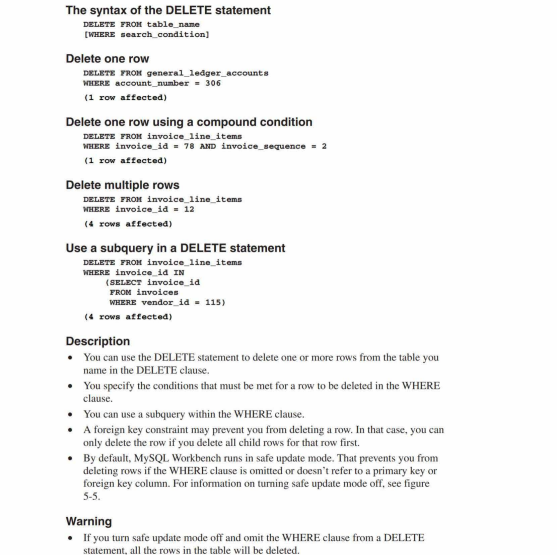 The syntax of the DELETE statement
DELETE FROM table_name
[WHERE search_condition]
Delete one row
DELETE FROM general_ledger_accounts
WHERE account_number = 306
(1 row affected)
Delete one row using a compound condition
DELETE FROM invoice_line_items
WHERE invoice_id = 78 AND invoice_sequence = 2
(1 row affected)
Delete multiple rows
DELETE FROM invoice_line_items
WHERE invoice_id = 12
(4 rows affected)
Use a subquery in a DELETE statement
DELETE FROM invoice_line_items
WHERE invoice_id IN
(SELECT invoice_id
FROM invoices
WHERE vendor_id = 115)
(4 rows affected)
Description
• You can use the DELETE statement to delete one or more rows from the table you
name in the DELETE clause.
• You specify the conditions that must be met for a row to be deleted in the WHERE
clause.
• You can use a subquery within the WHERE clause.
• A foreign key constraint may prevent you from deleting a row. In that case, you can
only delete the row if you delete all child rows for that row first.
• By default, MySQL Workbench runs in safe update mode. That prevents you from
deleting rows if the WHERE clause is omitted or doesn't refer to a primary key or
foreign key column. For information on turning safe update mode off, see figure
5-5.
Warning
• If you turn safe update mode off and omit the WHERE clause from a DELETE
statement, all the rows in the table will be deleted.